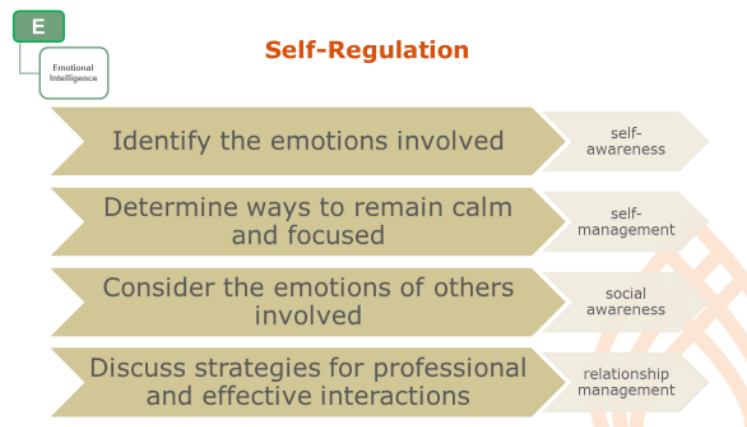 E
Emotional
Intelligence
Self-Regulation
Identify the emotions involved
self-
awareness
Determine ways to remain calm
and focused
self-
management
Consider the emotions of others
involved
social
awareness
Discuss strategies for professional
and effective interactions
relationship
management